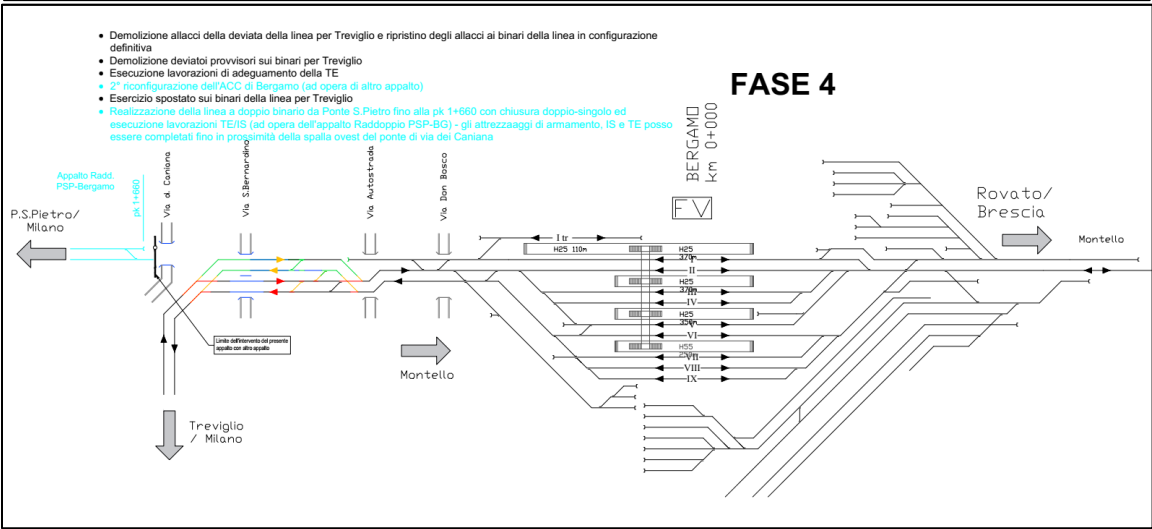 • Demolizione allacci della deviata della linea per Treviglio e ripristino degli allacci ai binari della linea in configurazione
definitiva
• Demolizione deviatoi provvisori sui binari per Treviglio
• Esecuzione lavorazioni di adeguamento della TE
• 2° riconfigurazione dell'ACC di Bergamo (ad opera di altro appalto)
• Esercizio spostato sui binari della linea per Treviglio
• Realizzazione della linea a doppio binario da Ponte S.Pietro fino alla pk 1+660 con chiusura doppio-singolo ed
esecuzione lavorazioni TE/IS (ad opera dell'appalto Raddoppio PSP-BG) - gli attrezzaaggi di armamento, IS e TE posso
essere completati fino in prossimità della spalla ovest del ponte di via dei Caniana
FASE 4
BERGAMO
km 0+000
FV
Appalto Radd.
PSP-Bergamo
pk 1+660
Via d. Caniana
Via S.Bernardino
Via Autostrada
Via Don Bosco
P.S.Pietro/
Milano
Rovato/
Brescia
Montello
I tr
H25 110m
H25
370m
I
II
H25
370m
III
IV
H25
350m
V
VI
H55
250m
VII
VIII
IX
Limite dell'intervento del presente
appalto con altro appalto
Montello
Treviglio
/ Milano